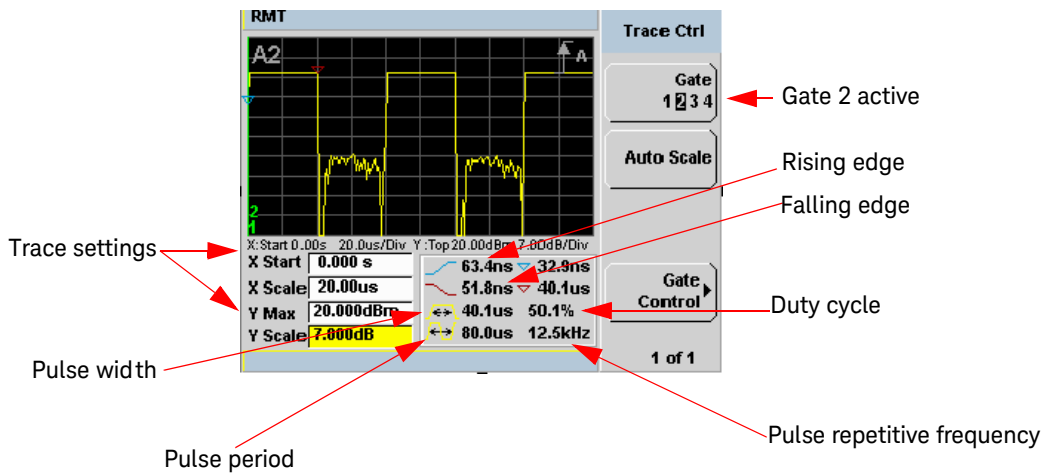 RMT
Trace Ctrl
A2
A
Gate
1 2 3 4
Gate 2 active
Auto Scale
Rising edge
Falling edge
2
1
X:Start 0.00s 20.0us/Div Y:Top 20.00dBm 7.00dB/Div
Trace settings
X Start 0.000 s
63.4ns 32.9ns
X Scale 20.00us
51.8ns 40.1us
Gate
Control
Y Max 20.000dBm
40.1us 50.1%
Duty cycle
Y Scale 7.000dB
80.0us 12.5kHz
1 of 1
Pulse width
Pulse repetitive frequency
Pulse period